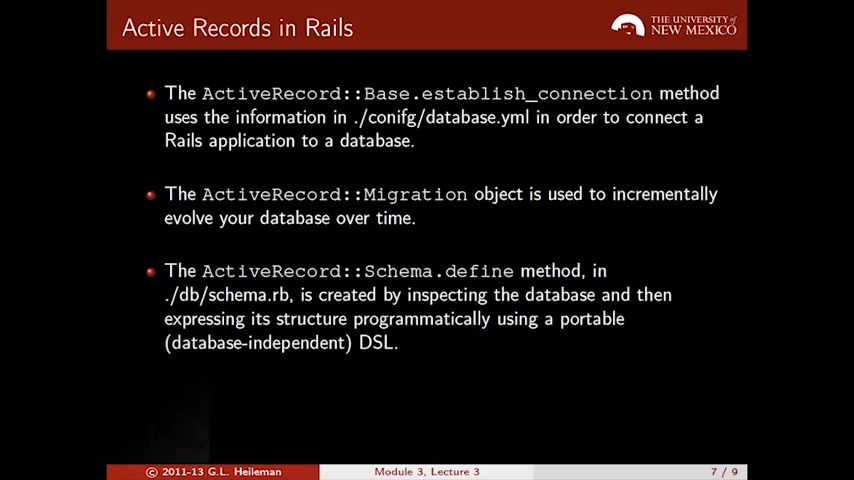 Active Records in Rails
THE UNIVERSITY of
NEW MEXICO
The ActiveRecord::Base.establish_connection method
uses the information in ./conifg/database.yml in order to connect a
Rails application to a database.
The ActiveRecord::Migration object is used to incrementally
evolve your database over time.
The ActiveRecord::Schema.define method, in
./db/schema.rb, is created by inspecting the database and then
expressing its structure programmatically using a portable
(database-independent) DSL.
© 2011-13 G.L. Heileman
Module 3, Lecture 3
7 / 9